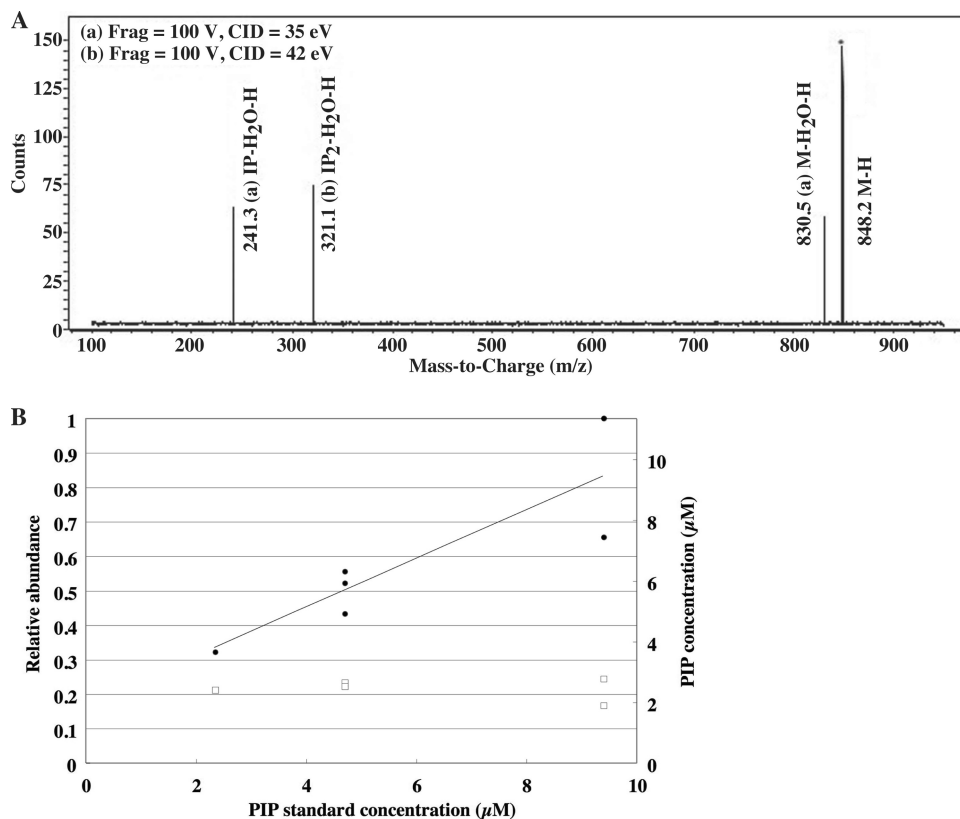 A
(a) Frag = 100 V, CID = 35 eV
(b) Frag = 100 V, CID = 42 eV
150
125
100
75
50
25
0
Counts
241.3 (a) IP-H2O-H
321.1 (b) IP2-H2O-H
830.5 (a) M-H2O-H
848.2 M-H
*
100 200 300 400 500 600 700 800 900
Mass-to-Charge (m/z)
B
1
0.9
0.8
0.7
0.6
0.5
0.4
0.3
0.2
0.1
0
Relative abundance
10
8
6
4
2
0
PIP concentration (µM)
0 2 4 6 8 10
PIP standard concentration (µM)